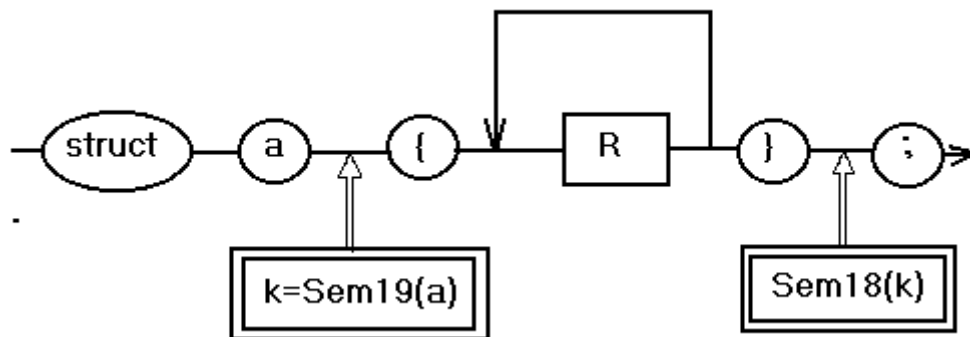 struct a { R } ;
k=Sem19(a) Sem18(k)